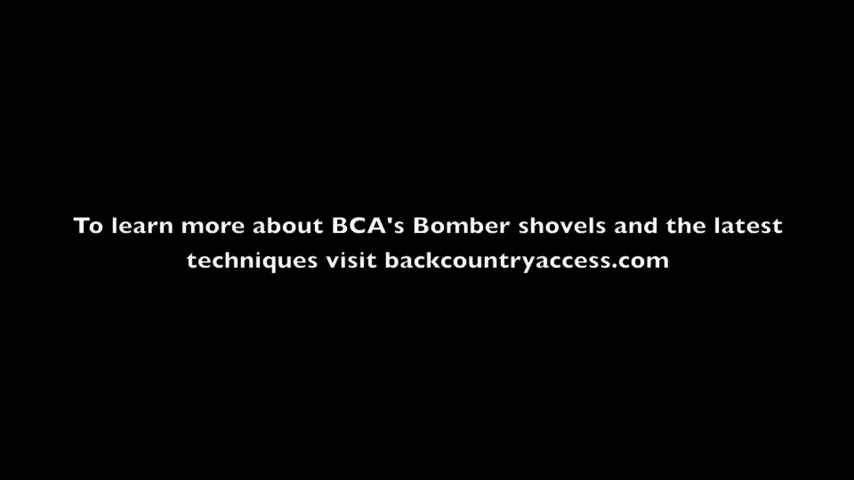 To learn more about BCA's Bomber shovels and the latest
techniques visit backcountryaccess.com